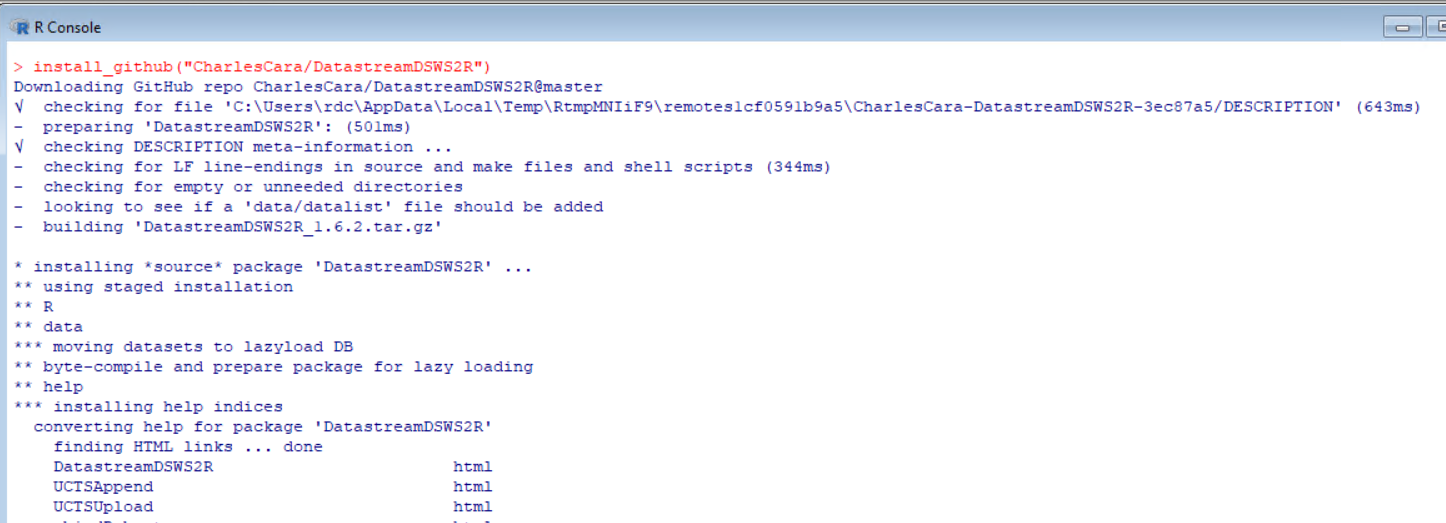 R Console
> install_github("CharlesCara/DatastreamDSWS2R")
Downloading GitHub repo CharlesCara/DatastreamDSWS2R@master
√  checking for file 'C:\Users\rdc\AppData\Local\Temp\RtmpMNIiF9\remotes1cf0591b9a5\CharlesCara-DatastreamDSWS2R-3ec87a5/DESCRIPTION' (643ms)
-  preparing 'DatastreamDSWS2R': (501ms)
√  checking DESCRIPTION meta-information ...
-  checking for LF line-endings in source and make files and shell scripts (344ms)
-  checking for empty or unneeded directories
-  looking to see if a 'data/datalist' file should be added
-  building 'DatastreamDSWS2R_1.6.2.tar.gz'
* installing *source* package 'DatastreamDSWS2R' ...
** using staged installation
** R
** data
*** moving datasets to lazyload DB
** byte-compile and prepare package for lazy loading
** help
*** installing help indices
converting help for package 'DatastreamDSWS2R'
finding HTML links ... done
DatastreamDSWS2R html
UCTSAppend html
UCTSUpload html